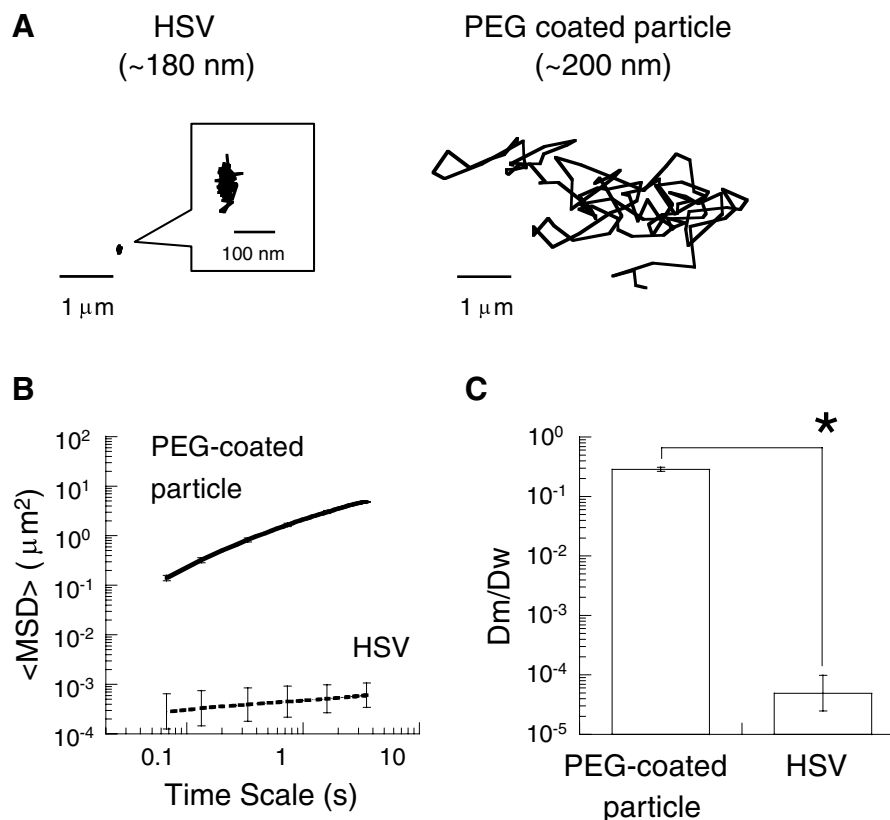 A
HSV
(~180 nm)
PEG coated particle
(~200 nm)
100 nm
1 μm
1 μm
B
<MSD> (μm²)
10²
10¹
10⁰
10⁻¹
10⁻²
10⁻³
10⁻⁴
PEG-coated
particle
HSV
0.1
1
10
Time Scale (s)
C
*
Dm/Dw
10⁰
10⁻¹
10⁻²
10⁻³
10⁻⁴
10⁻⁵
PEG-coated
particle
HSV